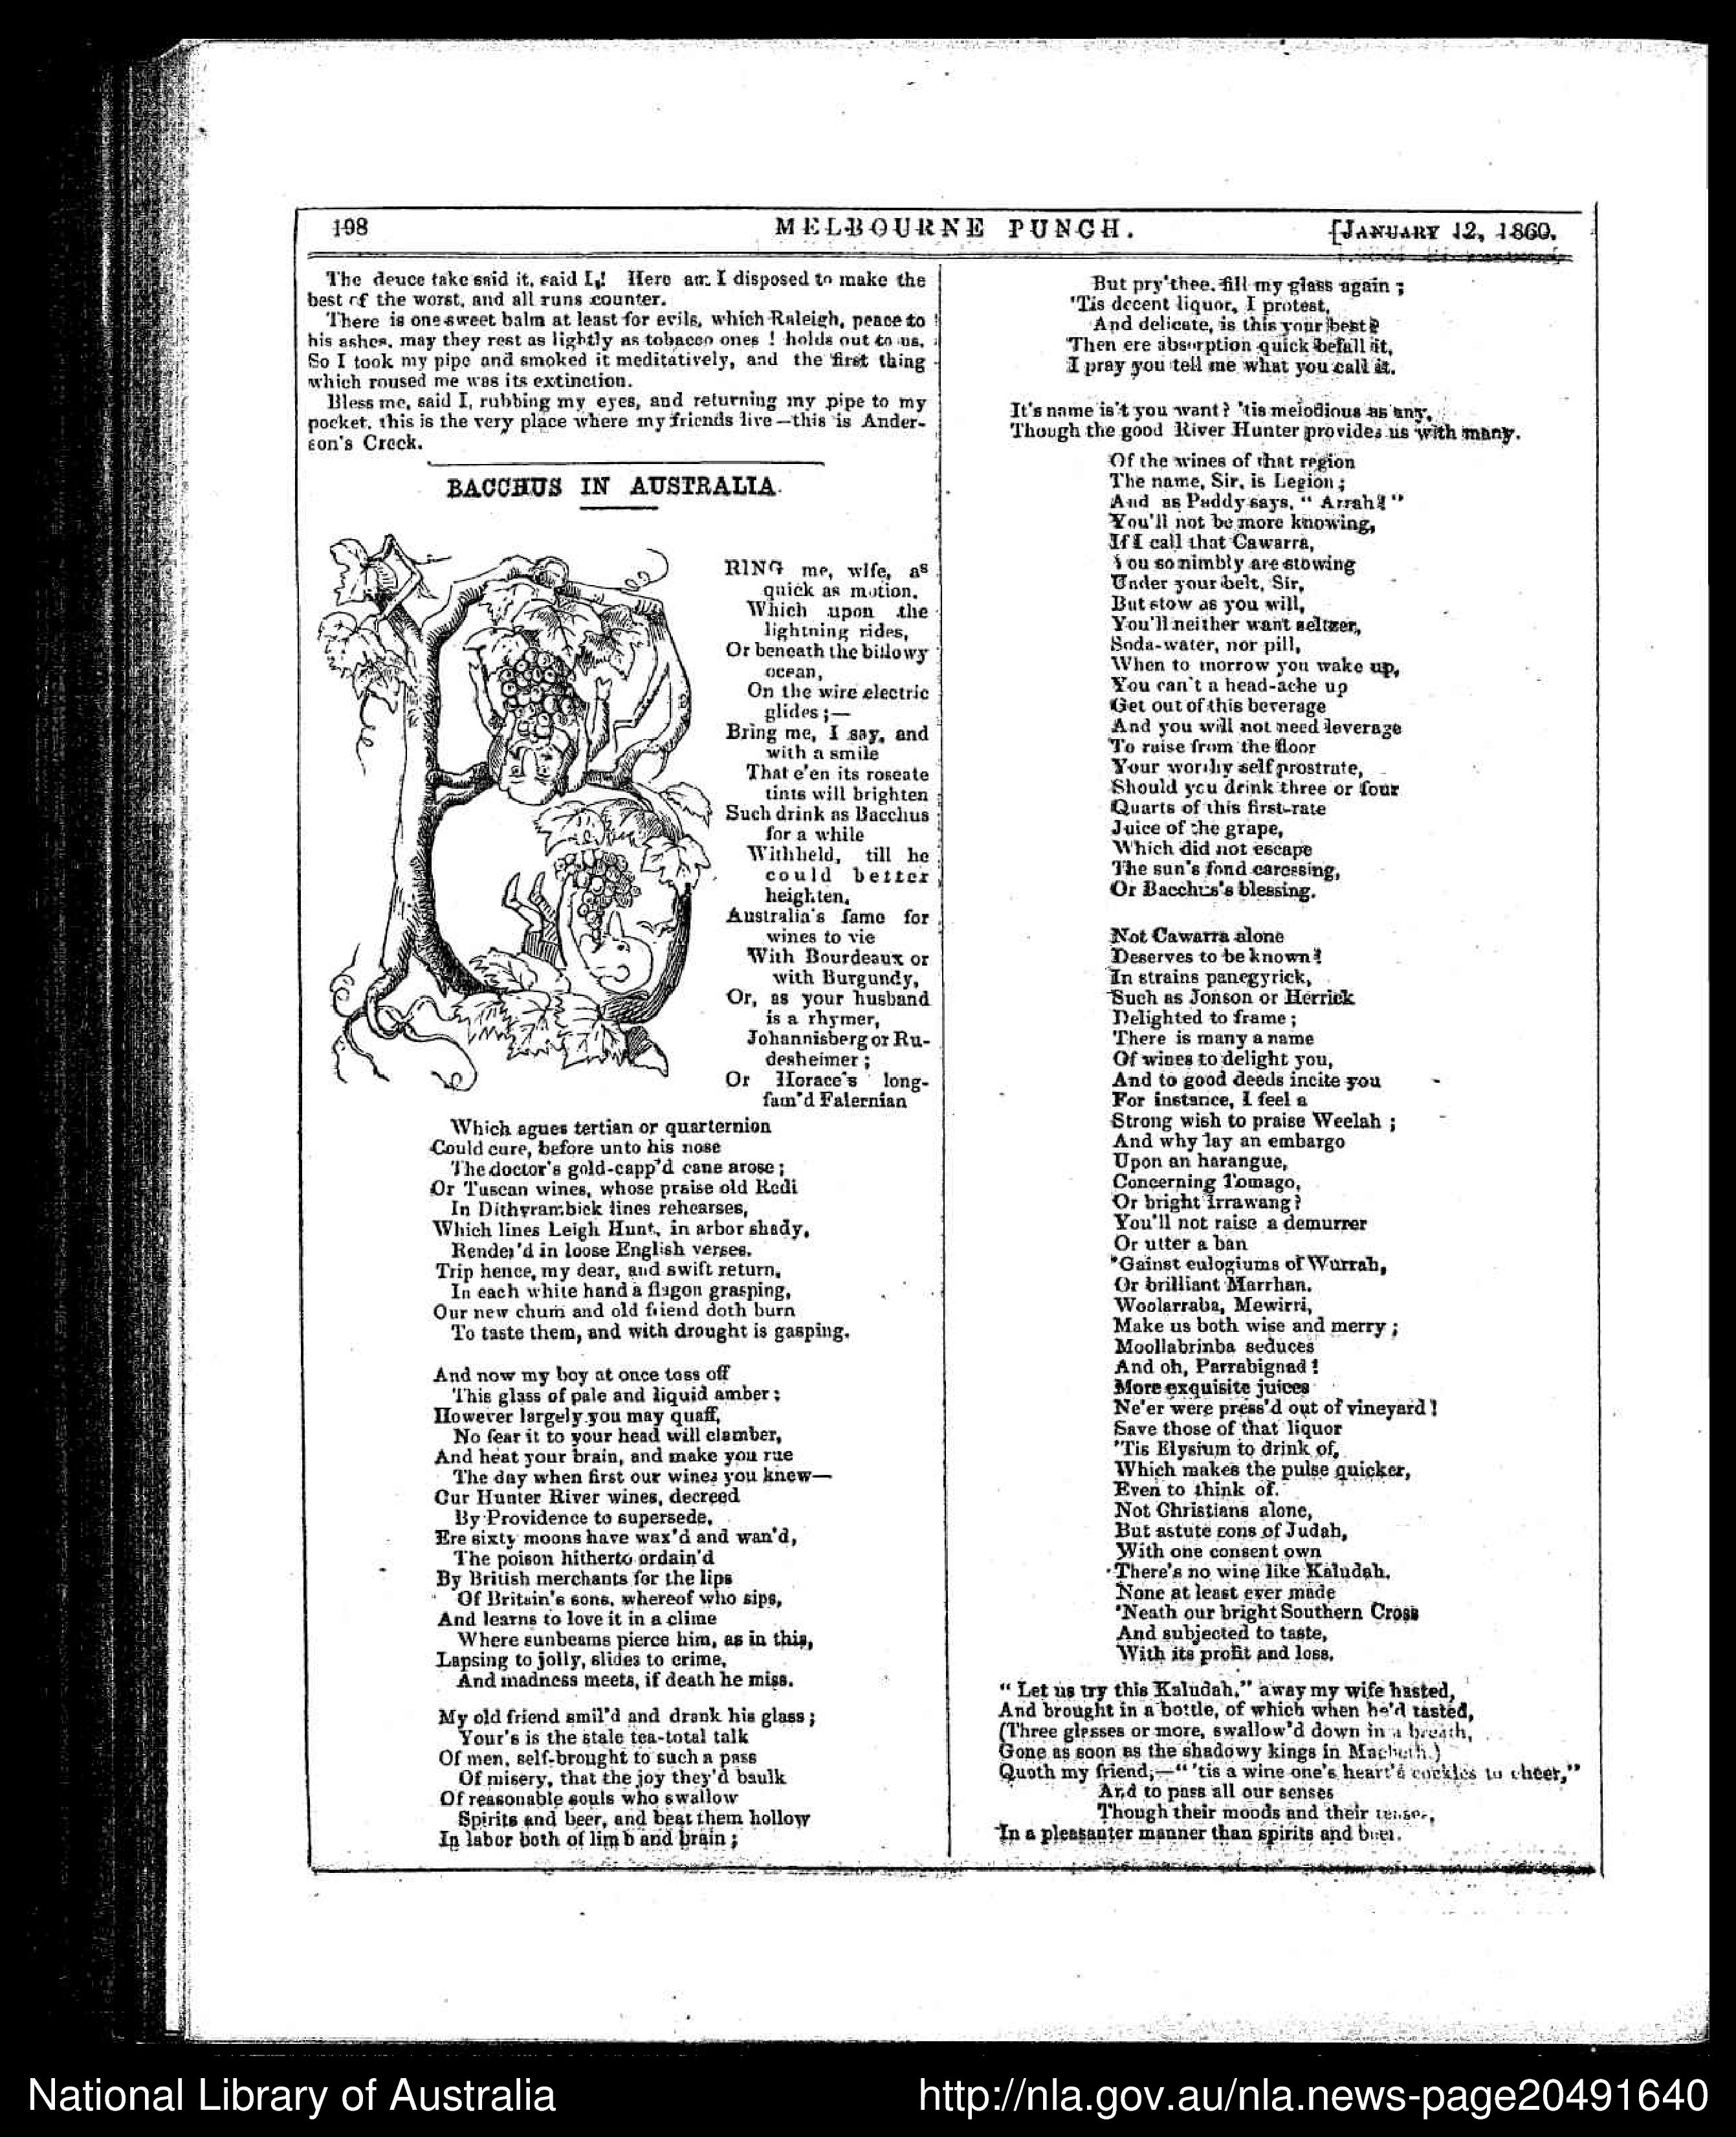 198
MELBOURNE PUNCH.
[JANUARY 12, 1860.
The deuce take said it, said I,! Here am I disposed to make the
best of the worst, and all runs counter.
There is one sweet balm at least for evils, which Raleigh, peace to
his ashes, may they rest as lightly as tobacco ones ! holds out to us.
So I took my pipe and smoked it meditatively, and the first thing
which roused me was its extinction.
Bless me, said I, rubbing my eyes, and returning my pipe to my
pocket, this is the very place where my friends live—this is Ander-
son's Creek.
BACCHUS IN AUSTRALIA.
BRING me, wife, as
quick as motion,
Which upon the
lightning rides,
Or beneath the billowy
ocean,
On the wire electric
glides ;—
Bring me, I say, and
with a smile
That e'en its roseate
tints will brighten
Such drink as Bacchus
for a while
Withheld, till he
could better
heighten,
Australia's fame for
wines to vie
With Bourdeaux or
with Burgundy,
Or, as your husband
is a rhymer,
Johannisberg or Ru-
desheimer ;
Or Horace's long-
fam'd Falernian
Which agues tertian or quarternion
Could cure, before unto his nose
The doctor's gold-capp'd cane arose ;
Or Tuscan wines, whose praise old Redi
In Dithyrambick lines rehearses,
Which lines Leigh Hunt, in arbor shady,
Render'd in loose English verses.
Trip hence, my dear, and swift return,
In each white hand a flagon grasping,
Our new chum and old friend doth burn
To taste them, and with drought is gasping.
And now my boy at once toss off
This glass of pale and liquid amber ;
However largely you may quaff,
No fear it to your head will clamber,
And heat your brain, and make you rue
The day when first our wines you knew—
Our Hunter River wines, decreed
By Providence to supersede,
Ere sixty moons have wax'd and wan'd,
The poison hitherto ordain'd
By British merchants for the lips
Of Britain's sons, whereof who sips,
And learns to love it in a clime
Where sunbeams pierce him, as in this,
Lapsing to jolly, slides to crime,
And madness meets, if death he miss.
My old friend smil'd and drank his glass ;
Your's is the stale tea-total talk
Of men, self-brought to such a pass
Of misery, that the joy they'd baulk
Of reasonable souls who swallow
Spirits and beer, and beat them hollow
In labor both of limb and brain ;
But pry'thee, fill my glass again ;
'Tis decent liquor, I protest,
And delicate, is this your best?
Then ere absorption quick befall it,
I pray you tell me what you call it.
It's name is't you want ? 'tis melodious as any,
Though the good River Hunter provides us with many.
Of the wines of that region
The name, Sir, is Legion ;
And as Paddy says, " Arrah! "
You'll not be more knowing,
If I call that Cawarra,
You so nimbly are stowing
Under your belt, Sir,
But stow as you will,
You'll neither want seltzer,
Soda-water, nor pill,
When to morrow you wake up,
You can't a head-ache up
Get out of this beverage
And you will not need leverage
To raise from the floor
Your worthy self prostrate,
Should you drink three or four
Quarts of this first-rate
Juice of the grape,
Which did not escape
The sun's fond caressing,
Or Bacchus's blessing.
Not Cawarra alone
Deserves to be known!
In strains panegyrick,
Such as Jonson or Herrick
Delighted to frame ;
There is many a name
Of wines to delight you,
And to good deeds incite you
For instance, I feel a
Strong wish to praise Weelah ;
And why lay an embargo
Upon an harangue,
Concerning Tomago,
Or bright Irrawang ?
You'll not raise a demurrer
Or utter a ban
'Gainst eulogiums of Wurrah,
Or brilliant Marrhan.
Woolarraba, Mewirri,
Make us both wise and merry ;
Moollabrinba seduces
And oh, Parrabignad !
More exquisite juices
Ne'er were press'd out of vineyard !
Save those of that liquor
'Tis Elysium to drink of,
Which makes the pulse quicker,
Even to think of.
Not Christians alone,
But astute sons of Judah,
With one consent own
There's no wine like Kaludah.
None at least ever made
'Neath our bright Southern Cross
And subjected to taste,
With its profit and loss.
" Let us try this Kaludah," away my wife hasted,
And brought in a bottle, of which when he'd tasted,
(Three glasses or more, swallow'd down in a breath,
Gone as soon as the shadowy kings in Macbeth.)
Quoth my friend,—" 'tis a wine one's heart's cockles to cheer,"
And to pass all our senses
Though their moods and their tenses,
In a pleasanter manner than spirits and beer.
National Library of Australia
http://nla.gov.au/nla.news-page20491640